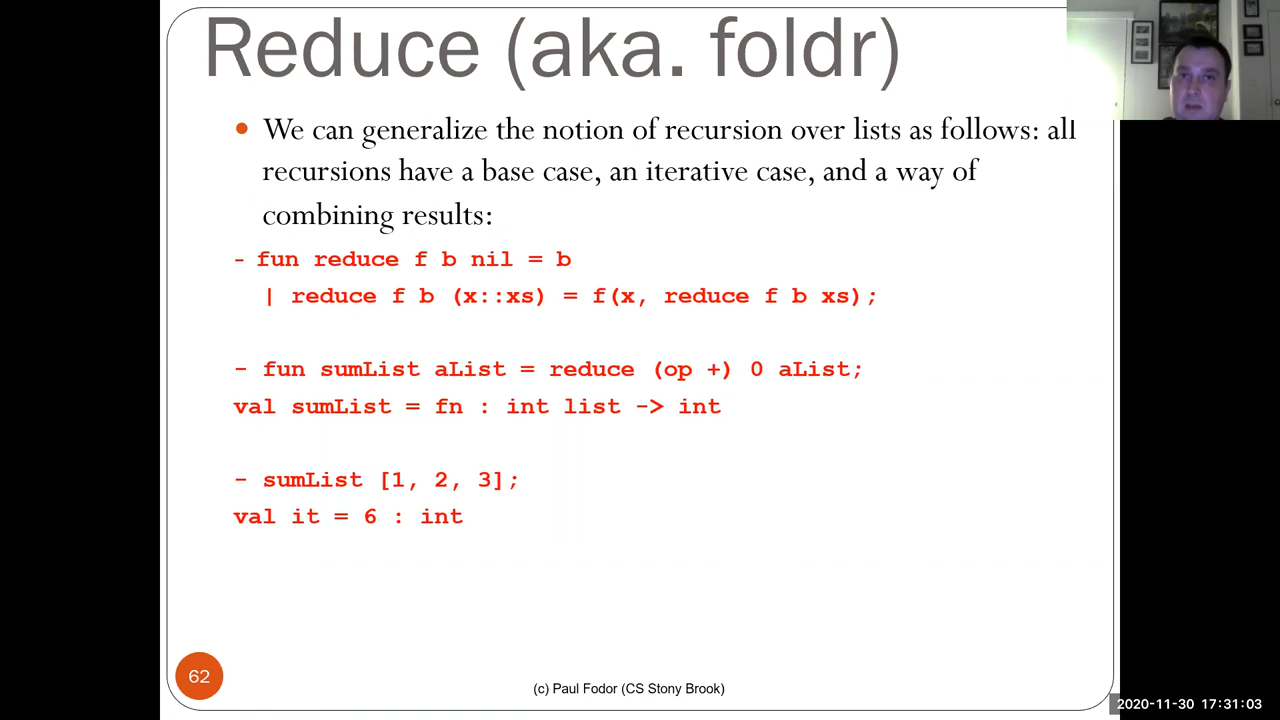 Reduce (aka. foldr)
• We can generalize the notion of recursion over lists as follows: all
recursions have a base case, an iterative case, and a way of
combining results:
- fun reduce f b nil = b
| reduce f b (x::xs) = f(x, reduce f b xs);
- fun sumList aList = reduce (op +) 0 aList;
val sumList = fn : int list -> int
- sumList [1, 2, 3];
val it = 6 : int
62
(c) Paul Fodor (CS Stony Brook)
2020-11-30 17:31:03